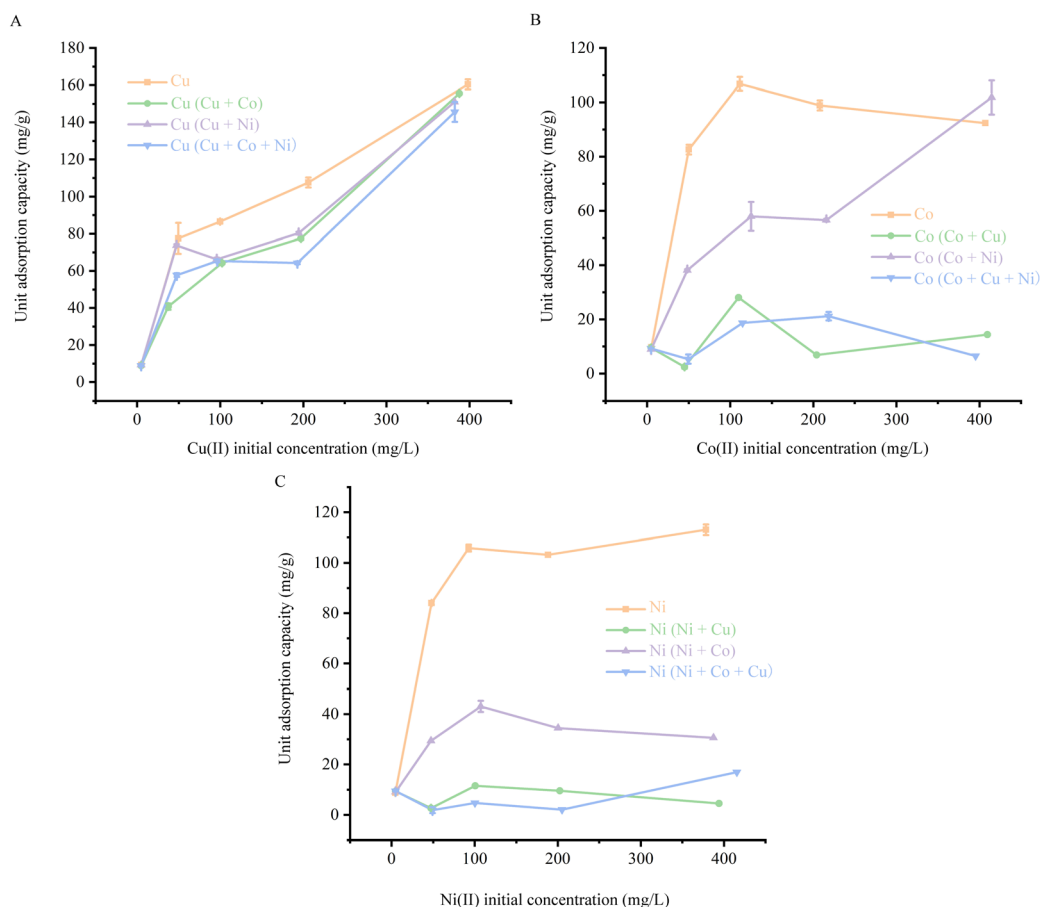 A
Unit adsorption capacity (mg/g)
180
160
140
120
100
80
60
40
20
0
Cu
Cu (Cu + Co)
Cu (Cu + Ni)
Cu (Cu + Co + Ni)
0 100 200 300 400
Cu(II) initial concentration (mg/L)
B
Unit adsorption capacity (mg/g)
120
100
80
60
40
20
0
Co
Co (Co + Cu)
Co (Co + Ni)
Co (Co + Cu + Ni)
0 100 200 300 400
Co(II) initial concentration (mg/L)
C
Unit adsorption capacity (mg/g)
120
100
80
60
40
20
0
Ni
Ni (Ni + Cu)
Ni (Ni + Co)
Ni (Ni + Co + Cu)
0 100 200 300 400
Ni(II) initial concentration (mg/L)